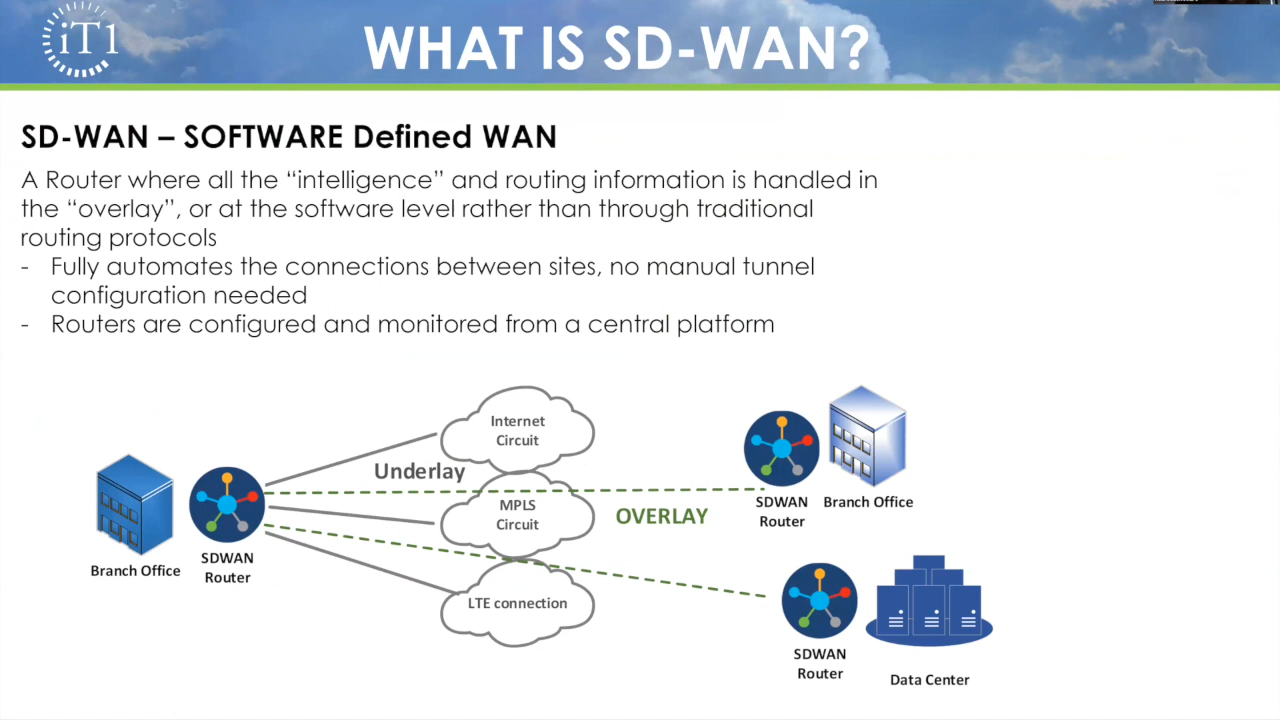 iT1
WHAT IS SD-WAN?
SD-WAN – SOFTWARE Defined WAN
A Router where all the “intelligence” and routing information is handled in
the “overlay”, or at the software level rather than through traditional
routing protocols
- Fully automates the connections between sites, no manual tunnel
configuration needed
- Routers are configured and monitored from a central platform
Internet
Circuit
Underlay
MPLS
Circuit
OVERLAY
SDWAN
Router
Branch Office
Branch Office
SDWAN
Router
LTE connection
SDWAN
Router
Data Center